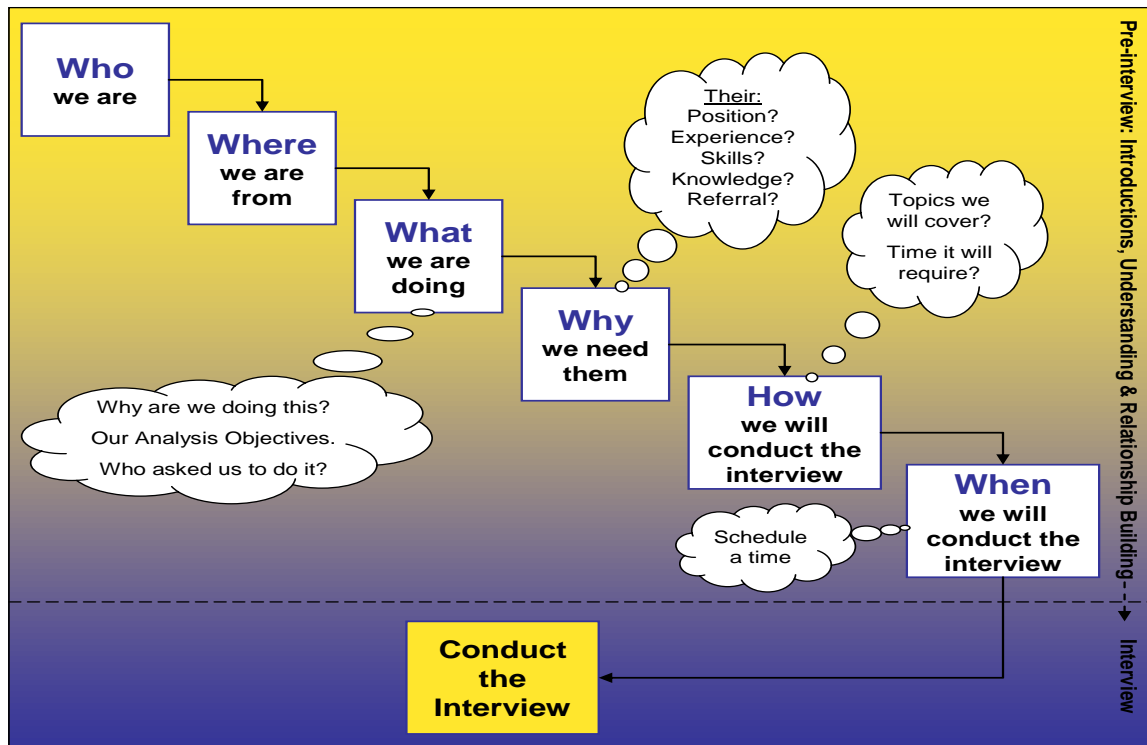 Who
we are
Where
we are
from
What
we are
doing
Why are we doing this?
Our Analysis Objectives.
Who asked us to do it?
Why
we need
them
Their:
Position?
Experience?
Skills?
Knowledge?
Referral?
How
we will
conduct the
interview
Topics we
will cover?
Time it will
require?
When
we will
conduct the
interview
Schedule
a time
Conduct
the
Interview
Pre-interview: Introductions, Understanding & Relationship Building
Interview